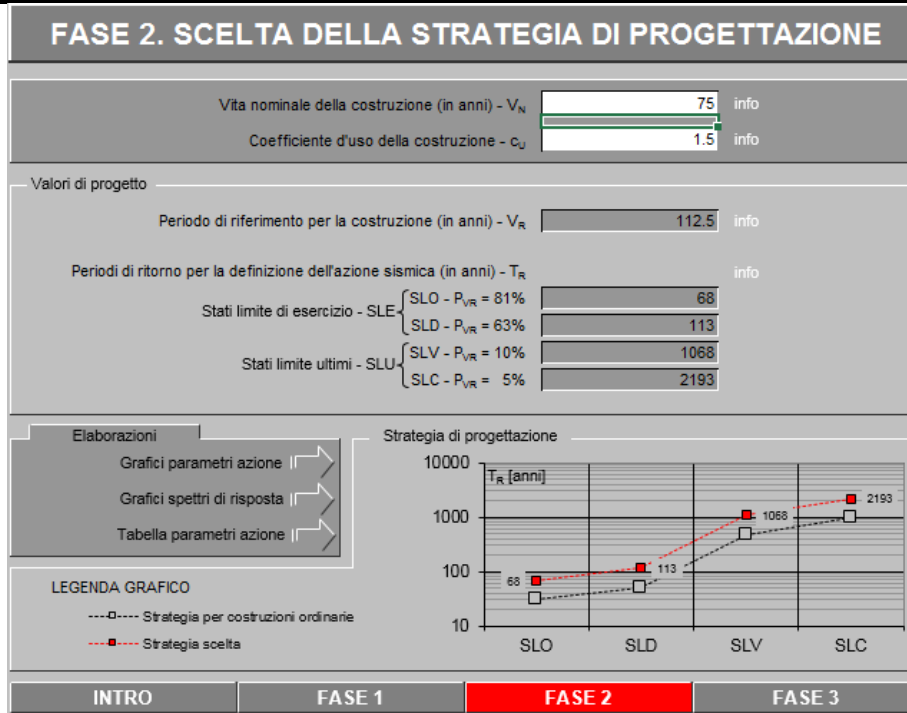 FASE 2. SCELTA DELLA STRATEGIA DI PROGETTAZIONE
Vita nominale della costruzione (in anni) - VN 75 info
Coefficiente d'uso della costruzione - cU 1.5 info
Valori di progetto
Periodo di riferimento per la costruzione (in anni) - VR 112.5 info
Periodi di ritorno per la definizione dell'azione sismica (in anni) - TR info
Stati limite di esercizio - SLE
SLO - PVR = 81% 68
SLD - PVR = 63% 113
Stati limite ultimi - SLU
SLV - PVR = 10% 1068
SLC - PVR = 5% 2193
Elaborazioni
Grafici parametri azione
Grafici spettri di risposta
Tabella parametri azione
LEGENDA GRAFICO
Strategia per costruzioni ordinarie
Strategia scelta
Strategia di progettazione
TR [anni]
10000
1000
100
10
68
113
1068
2193
SLO SLD SLV SLC
INTRO FASE 1 FASE 2 FASE 3